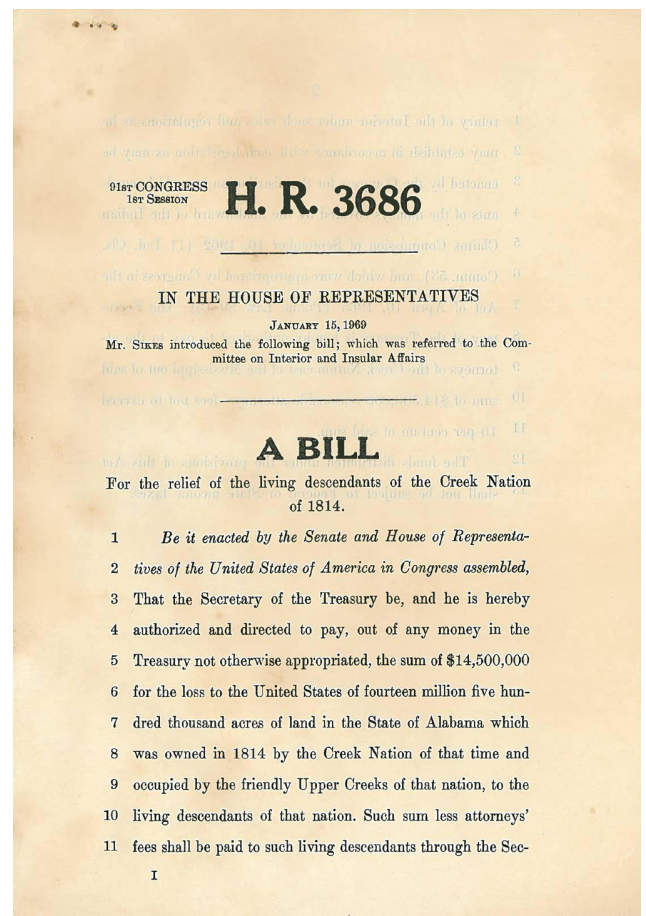 91ST CONGRESS
1ST SESSION
H. R. 3686
IN THE HOUSE OF REPRESENTATIVES
JANUARY 15, 1969
Mr. SIKES introduced the following bill; which was referred to the Com-
mittee on Interior and Insular Affairs
A BILL
For the relief of the living descendants of the Creek Nation
of 1814.
1 Be it enacted by the Senate and House of Representa-
2 tives of the United States of America in Congress assembled,
3 That the Secretary of the Treasury be, and he is hereby
4 authorized and directed to pay, out of any money in the
5 Treasury not otherwise appropriated, the sum of $14,500,000
6 for the loss to the United States of fourteen million five hun-
7 dred thousand acres of land in the State of Alabama which
8 was owned in 1814 by the Creek Nation of that time and
9 occupied by the friendly Upper Creeks of that nation, to the
10 living descendants of that nation. Such sum less attorneys'
11 fees shall be paid to such living descendants through the Sec-
I